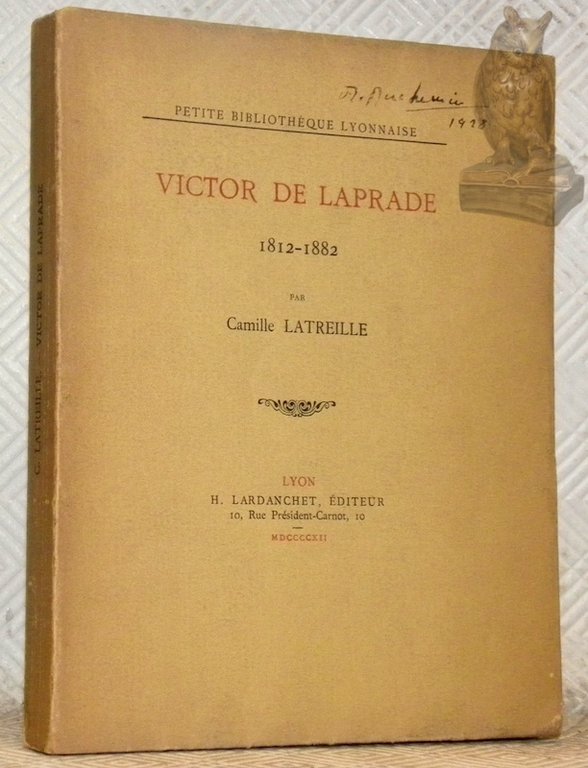 1928
PETITE BIBLIOTHÈQUE LYONNAISE
VICTOR DE LAPRADE
1812-1882
PAR
Camille LATREILLE
LYON
H. LARDANCHET, ÉDITEUR
10, Rue Président-Carnot, 10
MDCCCCXII
C. LATREILLE VICTOR DE LAPRADE